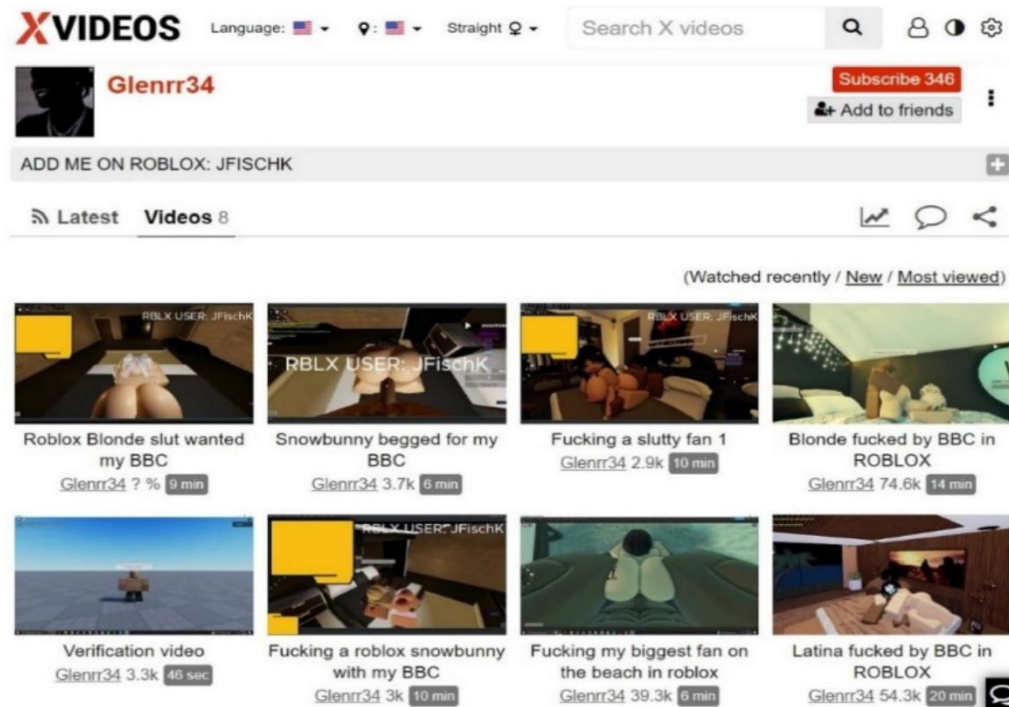 XVIDEOS
Language:
Straight
Search X videos
Glenrr34
Subscribe 346
Add to friends
ADD ME ON ROBLOX: JFISCHK
Latest
Videos 8
(Watched recently / New / Most viewed)
RBLX USER: JFischK
Roblox Blonde slut wanted
my BBC
Glenrr34 ? % 9 min
RBLX USER: JFischK
Snowbunny begged for my
BBC
Glenrr34 3.7k 6 min
RBLX USER: JFischK
Fucking a slutty fan 1
Glenrr34 2.9k 10 min
Blonde fucked by BBC in
ROBLOX
Glenrr34 74.6k 14 min
Verification video
Glenrr34 3.3k 46 sec
RBLX USER: JFischK
Fucking a roblox snowbunny
with my BBC
Glenrr34 3k 10 min
Fucking my biggest fan on
the beach in roblox
Glenrr34 39.3k 6 min
Latina fucked by BBC in
ROBLOX
Glenrr34 54.3k 20 min